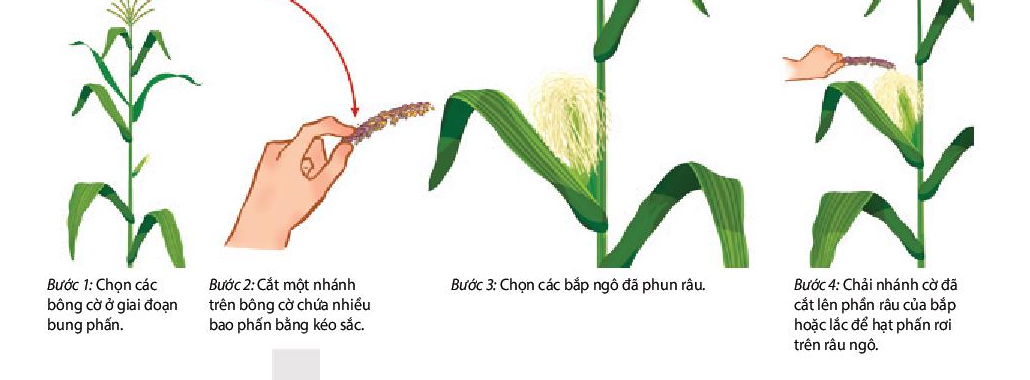 Bước 1: Chọn các
bông cờ ở giai đoạn
bung phấn.
Bước 2: Cắt một nhánh
trên bông cờ chứa nhiều
bao phấn bằng kéo sắc.
Bước 3: Chọn các bắp ngô đã phun râu.
Bước 4: Chải nhánh cờ đã
cắt lên phần râu của bắp
hoặc lắc để hạt phấn rơi
trên râu ngô.